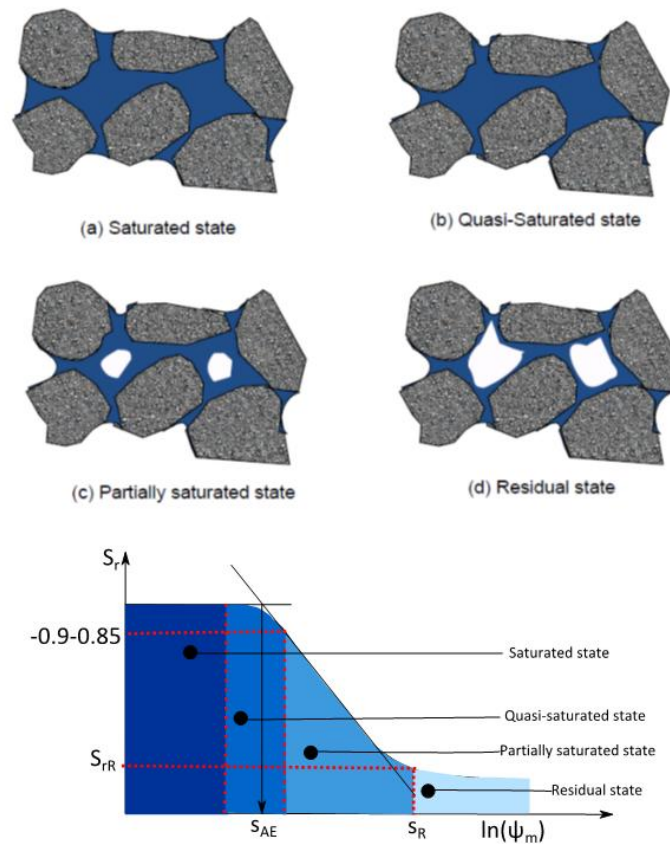 (a) Saturated state
(b) Quasi-Saturated state
(c) Partially saturated state
(d) Residual state
Sr
-0.9-0.85
Saturated state
Quasi-saturated state
Partially saturated state
SrR
Residual state
sAE
sR
ln(ψm)